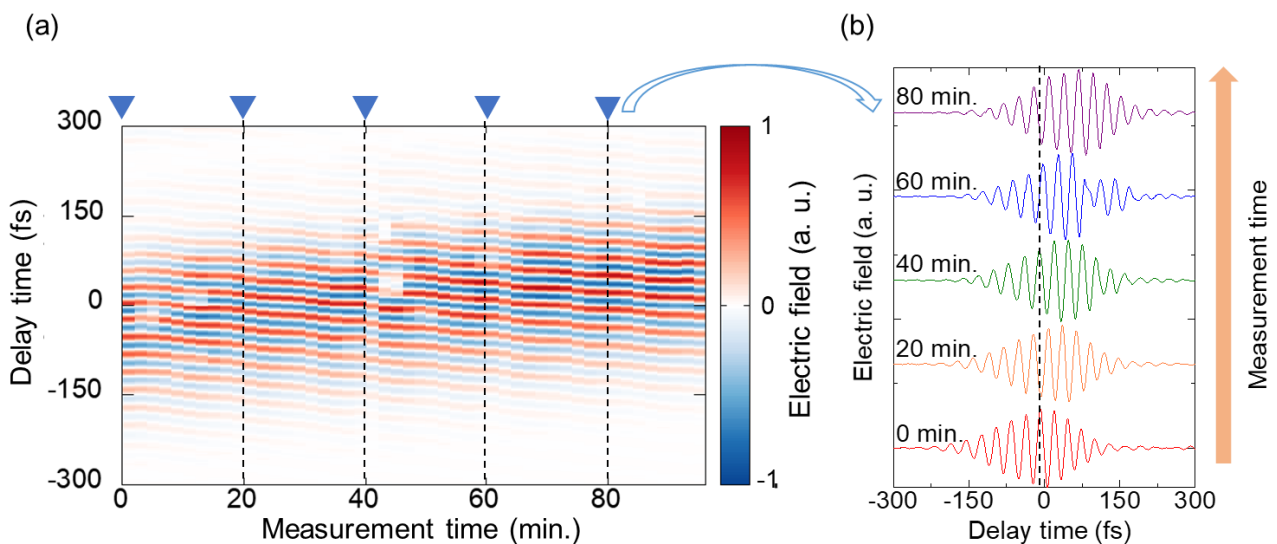 (a)
Delay time (fs)
300
150
0
-150
-300
0
20
40
60
80
Measurement time (min.)
1
0
-1
Electric field (a. u.)
(b)
Electric field (a. u.)
80 min.
60 min.
40 min.
20 min.
0 min.
-300
-150
0
150
300
Delay time (fs)
Measurement time